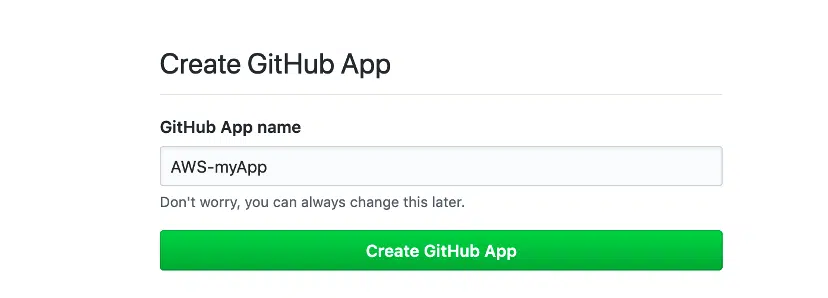 Create GitHub App
GitHub App name
AWS-myApp
Don't worry, you can always change this later.
Create GitHub App